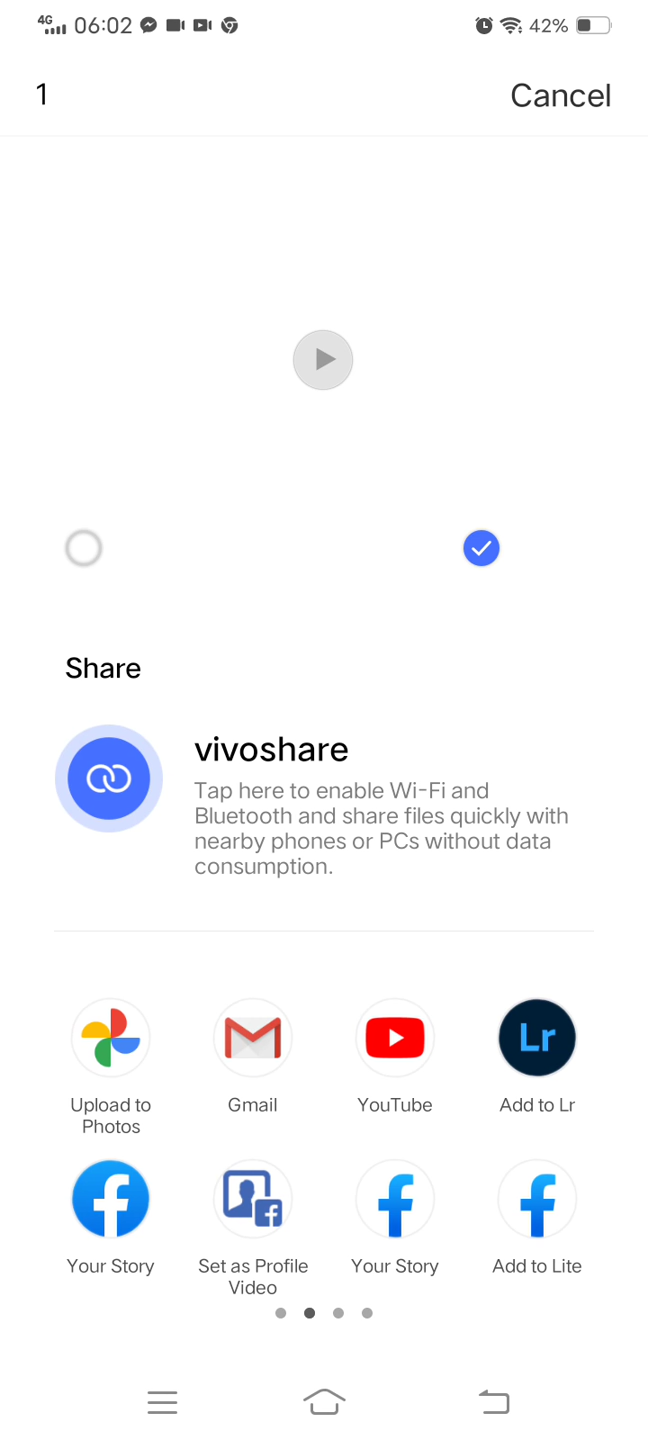 4G 06:02 42%
1 Cancel
Share
vivoshare
Tap here to enable Wi-Fi and
Bluetooth and share files quickly with
nearby phones or PCs without data
consumption.
Lr
Upload to Photos
Gmail
YouTube
Add to Lr
Your Story
Set as Profile Video
Your Story
Add to Lite